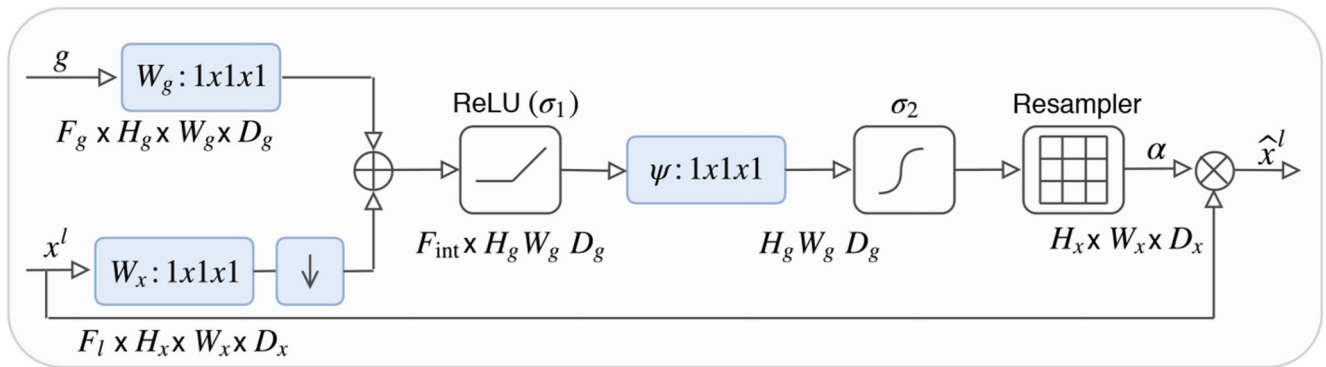 g
W_g : 1x1x1
F_g x H_g x W_g x D_g
x^l
W_x : 1x1x1
↓
F_l x H_x x W_x x D_x
ReLU (σ_1)
F_int x H_g W_g D_g
ψ : 1x1x1
H_g W_g D_g
σ_2
Resampler
α
H_x x W_x x D_x
x̂^l